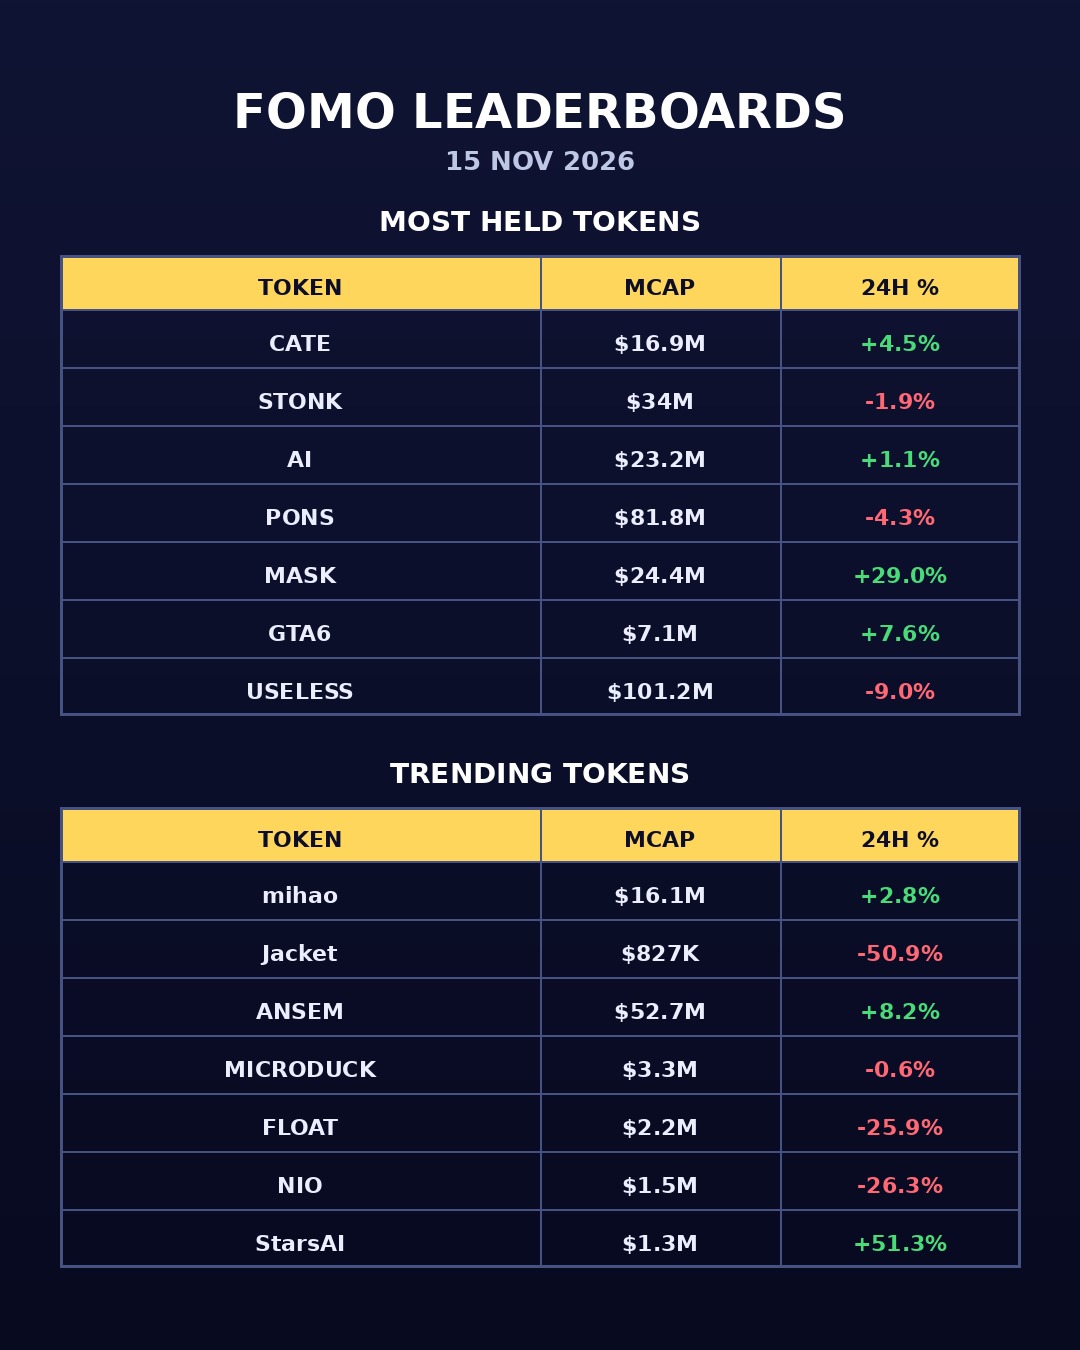 FOMO LEADERBOARDS
15 NOV 2026
MOST HELD TOKENS
TOKEN MCAP 24H %
CATE $16.9M +4.5%
STONK $34M -1.9%
AI $23.2M +1.1%
PONS $81.8M -4.3%
MASK $24.4M +29.0%
GTA6 $7.1M +7.6%
USELESS $101.2M -9.0%
TRENDING TOKENS
TOKEN MCAP 24H %
mihao $16.1M +2.8%
Jacket $827K -50.9%
ANSEM $52.7M +8.2%
MICRODUCK $3.3M -0.6%
FLOAT $2.2M -25.9%
NIO $1.5M -26.3%
StarsAI $1.3M +51.3%